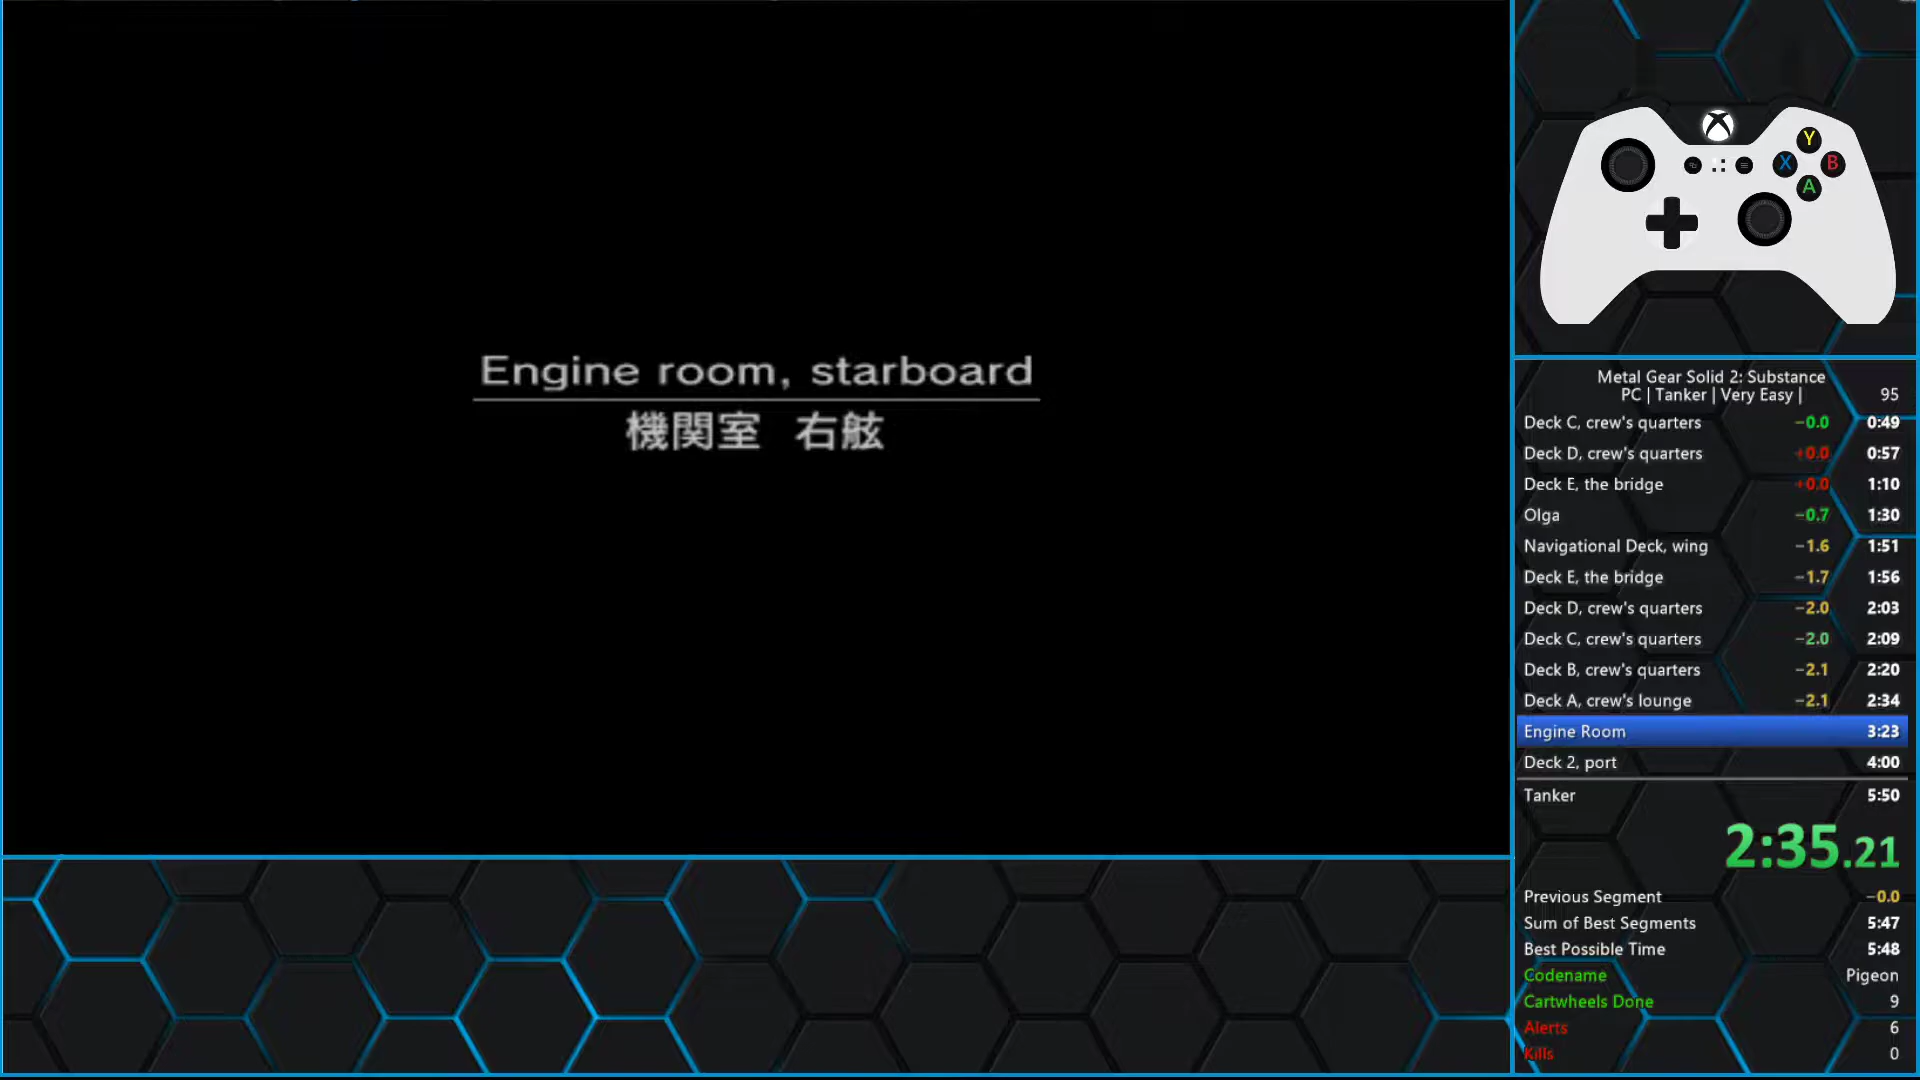 Engine room, starboard
機関室 右舷
Y
X
B
A
Metal Gear Solid 2: Substance
PC | Tanker | Very Easy | 95
Deck C, crew's quarters −0.0 0:49
Deck D, crew's quarters +0.0 0:57
Deck E, the bridge +0.0 1:10
Olga −0.7 1:30
Navigational Deck, wing −1.6 1:51
Deck E, the bridge −1.7 1:56
Deck D, crew's quarters −2.0 2:03
Deck C, crew's quarters −2.0 2:09
Deck B, crew's quarters −2.1 2:20
Deck A, crew's lounge −2.1 2:34
Engine Room 3:23
Deck 2, port 4:00
Tanker 5:50
2:35.21
Previous Segment −0.0
Sum of Best Segments 5:47
Best Possible Time 5:48
Codename Pigeon
Cartwheels Done 9
Alerts 6
Kills 0